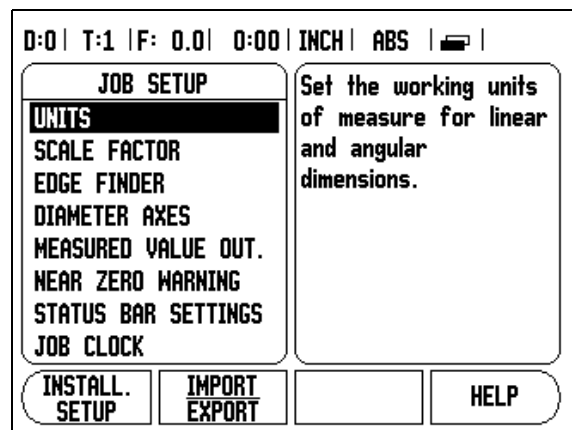 D:0| T:1 |F: 0.0| 0:00| INCH| ABS | |
JOB SETUP
UNITS
SCALE FACTOR
EDGE FINDER
DIAMETER AXES
MEASURED VALUE OUT.
NEAR ZERO WARNING
STATUS BAR SETTINGS
JOB CLOCK
Set the working units
of measure for linear
and angular
dimensions.
INSTALL.
SETUP
IMPORT
EXPORT
HELP